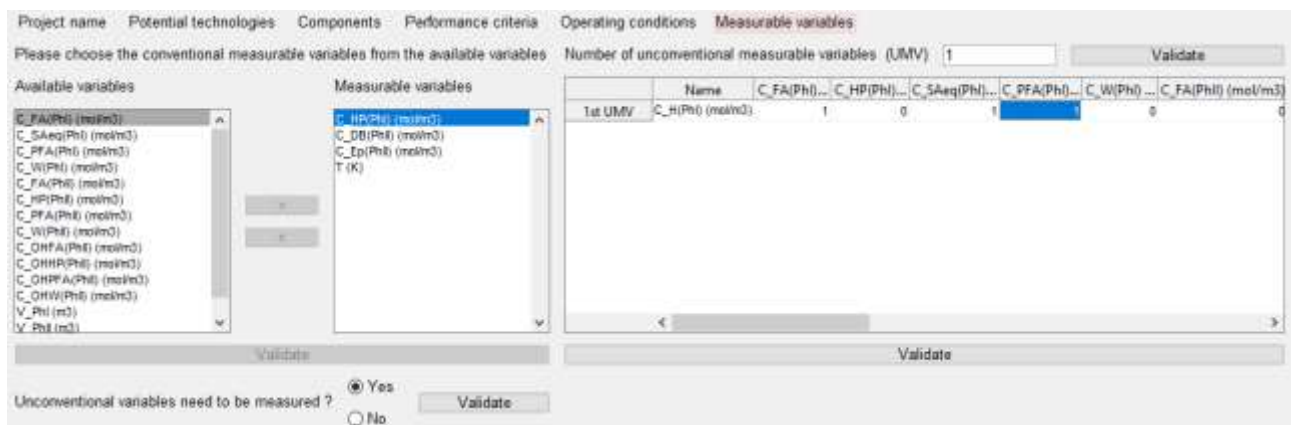 Project name Potential technologies Components Performance criteria Operating conditions Measurable variables
Please choose the conventional measurable variables from the available variables
Available variables
C_FA(PhI) (mol/m3)
C_SAeq(PhI) (mol/m3)
C_PFA(PhI) (mol/m3)
C_W(PhI) (mol/m3)
C_FA(PhII) (mol/m3)
C_HP(PhII) (mol/m3)
C_PFA(PhII) (mol/m3)
C_W(PhII) (mol/m3)
C_OHFA(PhII) (mol/m3)
C_OHHP(PhII) (mol/m3)
C_OHPFA(PhII) (mol/m3)
C_OHW(PhII) (mol/m3)
V_PhI (m3)
V_PhII (m3)
Measurable variables
C_HP(PhI) (mol/m3)
C_DB(PhII) (mol/m3)
C_Ep(PhII) (mol/m3)
T (K)
Validate
Unconventional variables need to be measured ?
Yes
No
Validate
Number of unconventional measurable variables (UMV) 1 Validate
Name C_FA(PhI)... C_HP(PhI)... C_SAeq(PhI)... C_PFA(PhI)... C_W(PhI) ... C_FA(PhII) (mol/m3)
1st UMV C_H(PhI) (mol/m3) 1 0 1 1 0 0
Validate